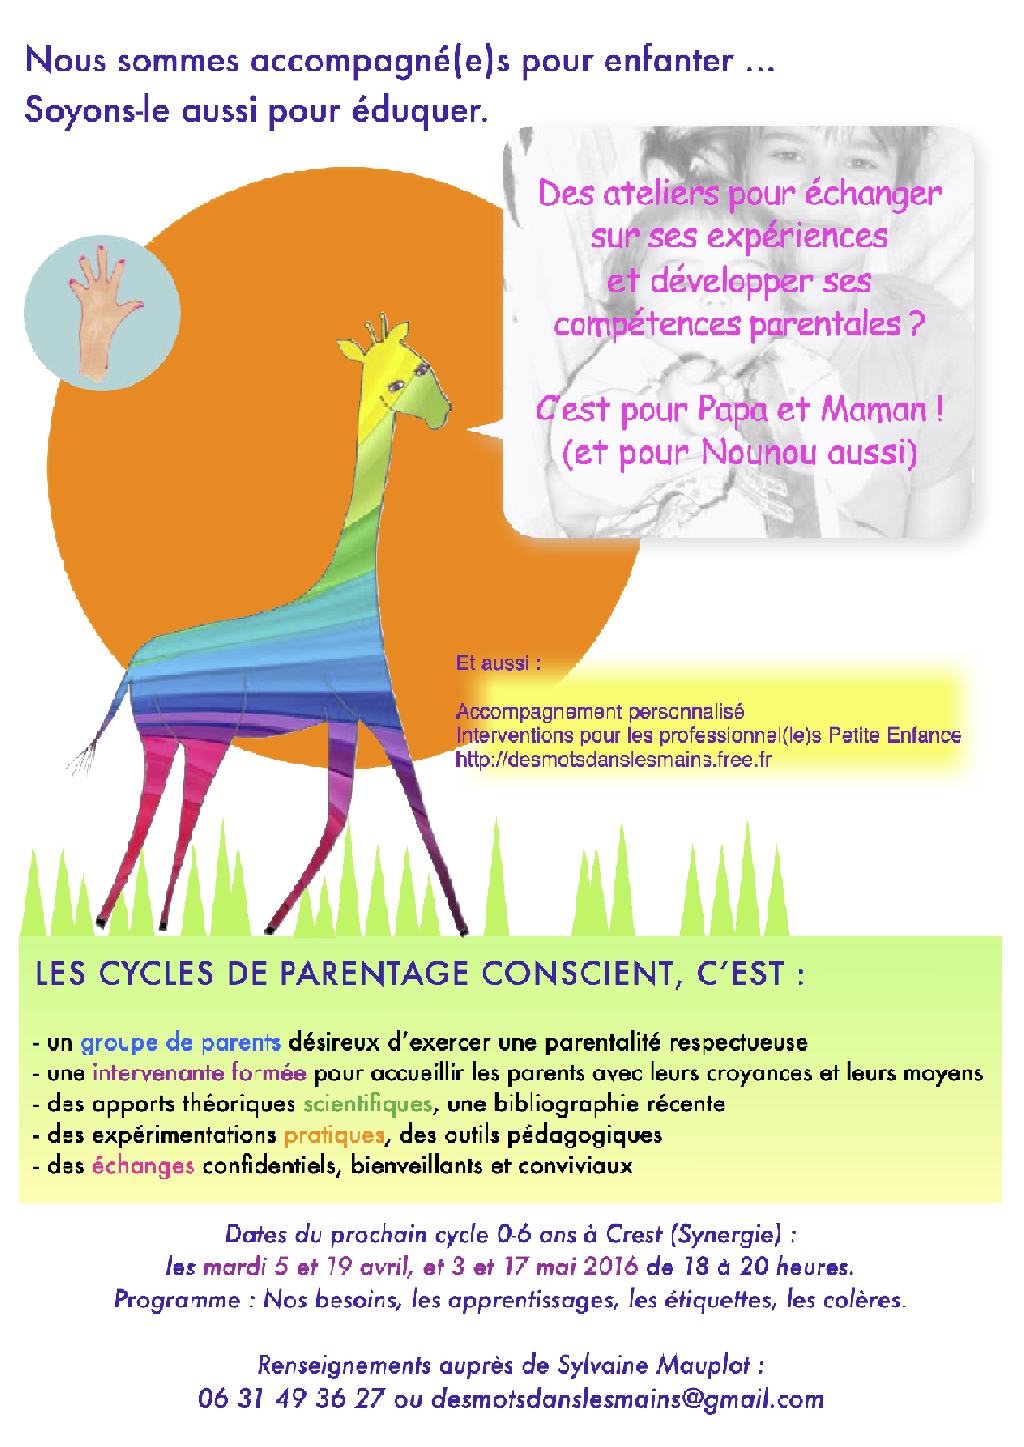 Nous sommes accompagné(e)s pour enfanter ...
Soyons-le aussi pour éduquer.
Des ateliers pour échanger
sur ses expériences
et développer ses
compétences parentales ?
C'est pour Papa et Maman !
(et pour Nounou aussi)
Et aussi :
Accompagnement personnalisé
Interventions pour les professionnel(le)s Petite Enfance
http://desmotsdanslesmains.free.fr
LES CYCLES DE PARENTAGE CONSCIENT, C'EST :
- un groupe de parents désireux d'exercer une parentalité respectueuse
- une intervenante formée pour accueillir les parents avec leurs croyances et leurs moyens
- des apports théoriques scientifiques, une bibliographie récente
- des expérimentations pratiques, des outils pédagogiques
- des échanges confidentiels, bienveillants et conviviaux
Dates du prochain cycle 0-6 ans à Crest (Synergie) :
les mardi 5 et 19 avril, et 3 et 17 mai 2016 de 18 à 20 heures.
Programme : Nos besoins, les apprentissages, les étiquettes, les colères.
Renseignements auprès de Sylvaine Mauplot :
06 31 49 36 27 ou desmotsdanslesmains@gmail.com